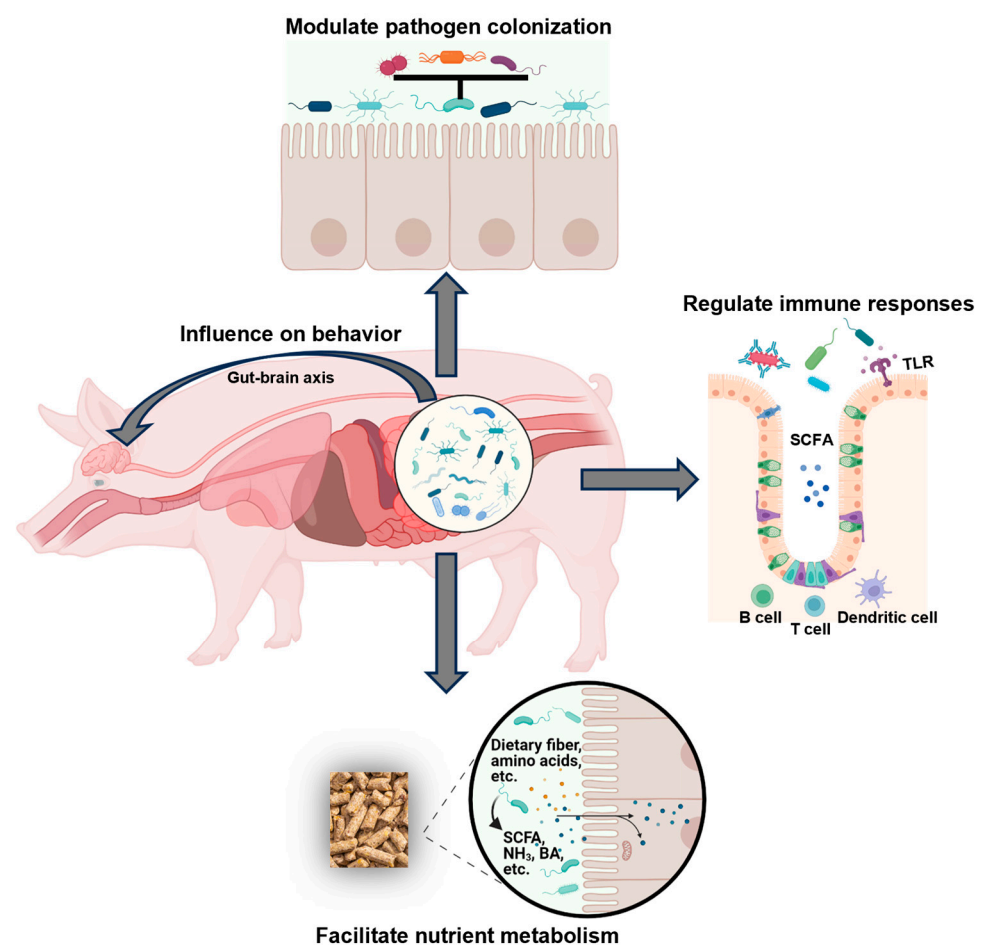 Modulate pathogen colonization
Regulate immune responses
Influence on behavior
Gut-brain axis
TLR
SCFA
B cell
T cell
Dendritic cell
Dietary fiber,
amino acids,
etc.
SCFA,
NH₃, BA,
etc.
Facilitate nutrient metabolism